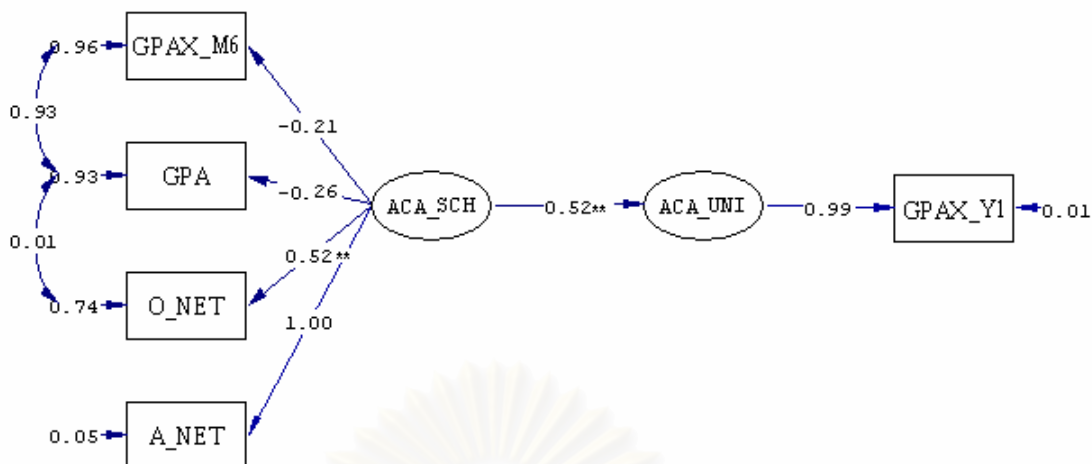 0.96 GPAX_M6
0.93
-0.21
0.93 GPA
-0.26
ACA_SCH 0.52** ACA_UNI 0.99 GPAX_Y1 0.01
0.01
0.52**
0.74 O_NET
1.00
0.05 A_NET